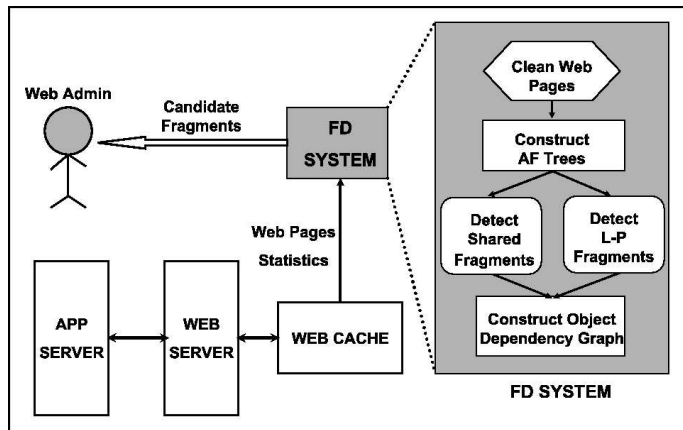 Web Admin
Candidate
Fragments
FD
SYSTEM
Web Pages
Statistics
APP
SERVER
WEB
SERVER
WEB CACHE
Clean Web
Pages
Construct
AF Trees
Detect
Shared
Fragments
Detect
L-P
Fragments
Construct Object
Dependency Graph
FD SYSTEM